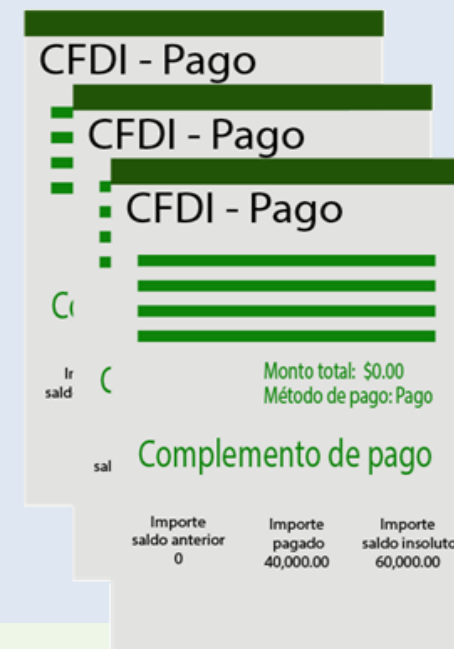 CFDI - Pago
CFDI - Pago
CFDI - Pago
Monto total: $0.00
Método de pago: Pago
Complemento de pago
Importe saldo anterior 0
Importe pagado 40,000.00
Importe saldo insoluto 60,000.00